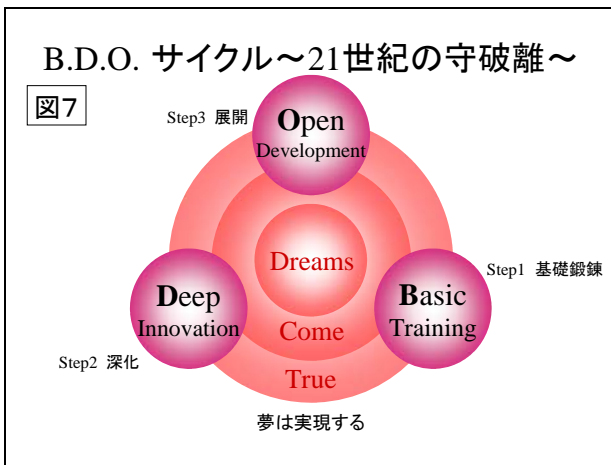 B.D.O. サイクル～21世紀の守破離～
図7
Step3 展開
Open
Development
Dreams
Step1 基礎鍛錬
Deep
Innovation
Basic
Training
Come
Step2 深化
True
夢は実現する